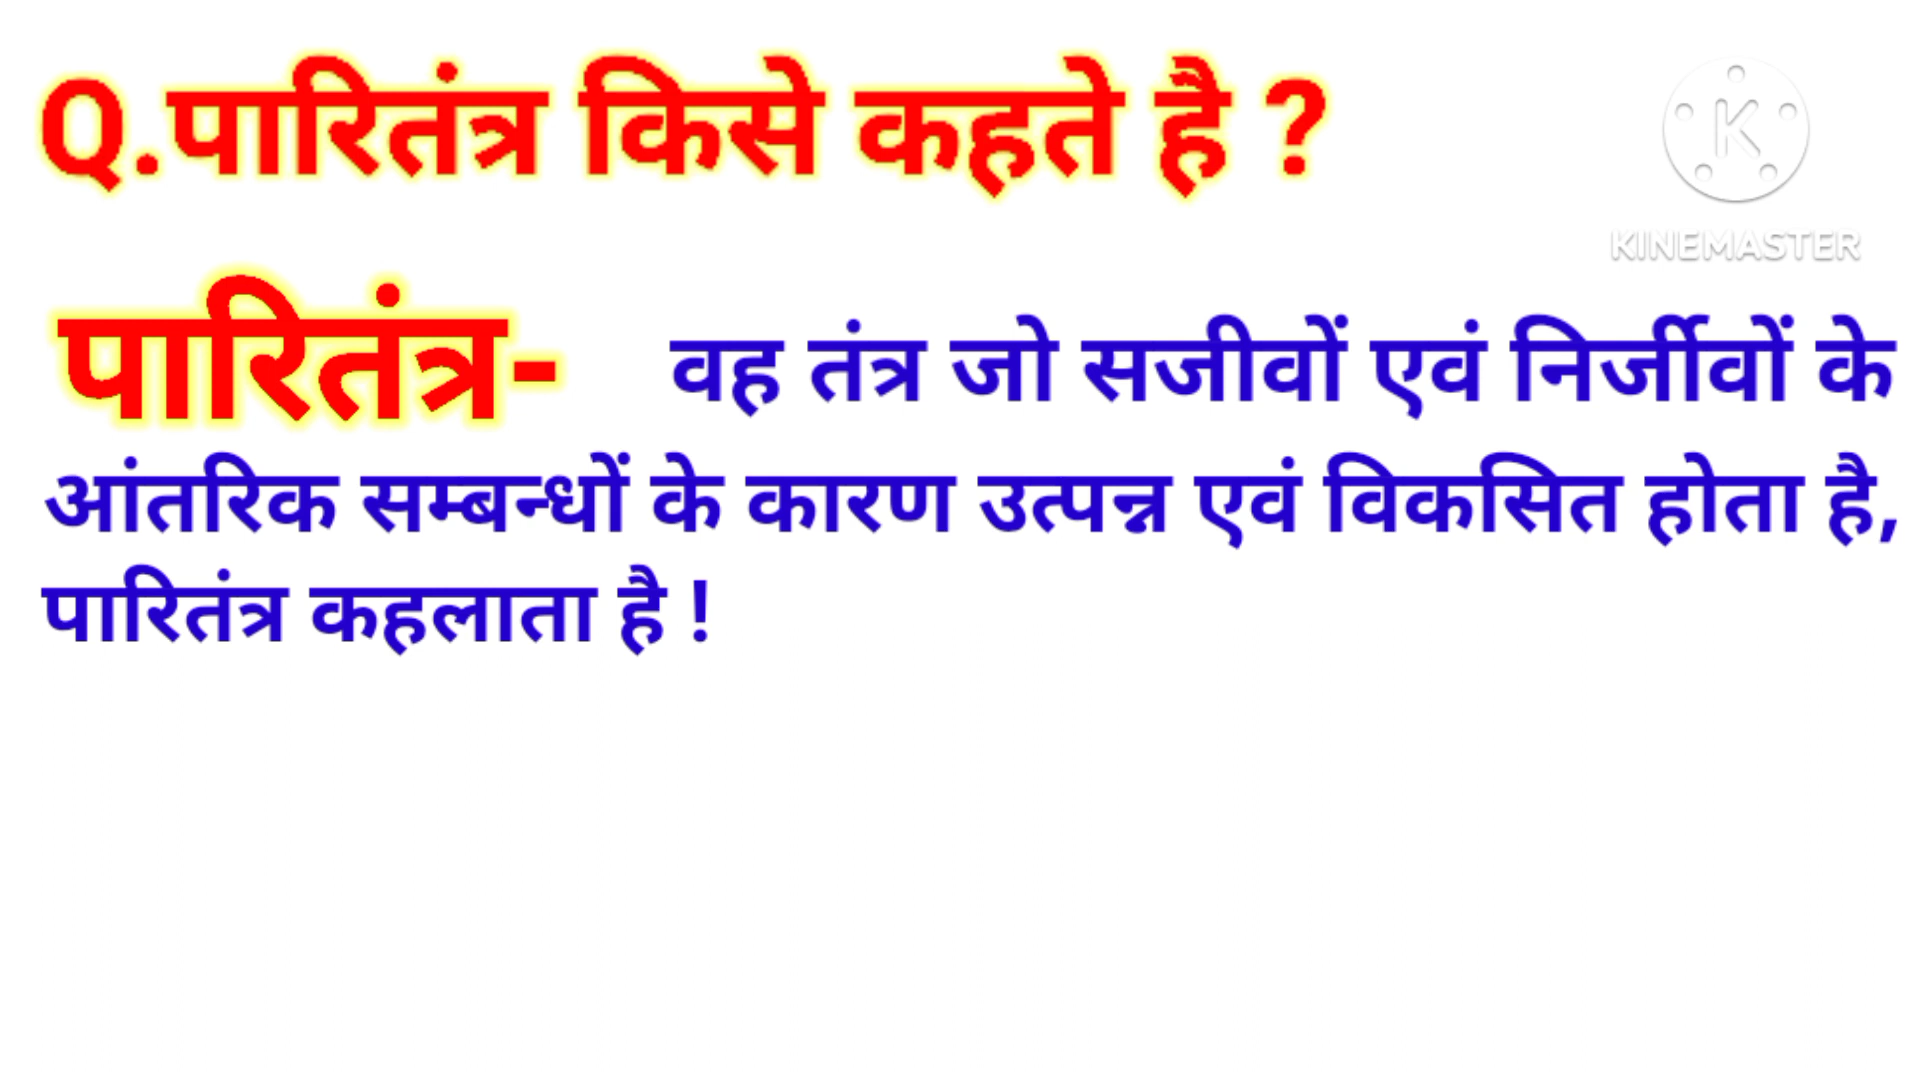 Q.पारितंत्र किसे कहते है ?
KINEMASTER
पारितंत्र- वह तंत्र जो सजीवों एवं निर्जीवों के
आंतरिक सम्बन्धों के कारण उत्पन्न एवं विकसित होता है,
पारितंत्र कहलाता है !